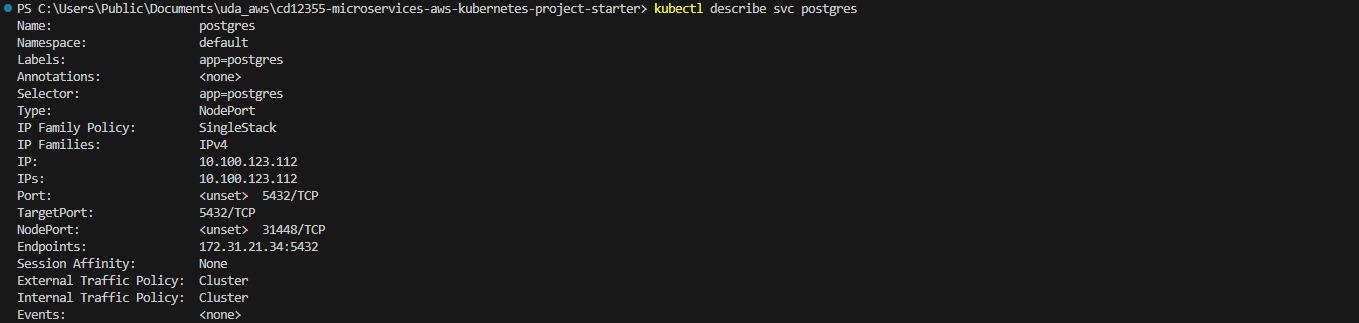 PS C:\Users\Public\Documents\uda_aws\cd12355-microservices-aws-kubernetes-project-starter> kubectl describe svc postgres
Name:                     postgres
Namespace:                default
Labels:                   app=postgres
Annotations:              <none>
Selector:                 app=postgres
Type:                     NodePort
IP Family Policy:         SingleStack
IP Families:              IPv4
IP:                       10.100.123.112
IPs:                      10.100.123.112
Port:                     <unset>  5432/TCP
TargetPort:               5432/TCP
NodePort:                 <unset>  31448/TCP
Endpoints:                172.31.21.34:5432
Session Affinity:         None
External Traffic Policy:  Cluster
Internal Traffic Policy:  Cluster
Events:                   <none>